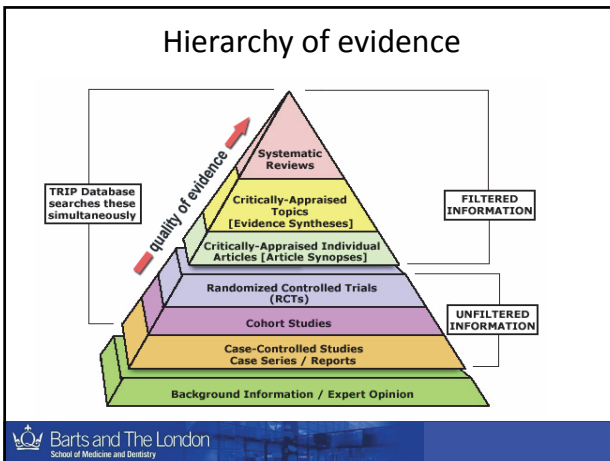 Hierarchy of evidence
quality of evidence
TRIP Database
searches these
simultaneously
Systematic
Reviews
Critically-Appraised
Topics
[Evidence Syntheses]
Critically-Appraised Individual
Articles [Article Synopses]
FILTERED
INFORMATION
Randomized Controlled Trials
(RCTs)
Cohort Studies
Case-Controlled Studies
Case Series / Reports
UNFILTERED
INFORMATION
Background Information / Expert Opinion
Barts and The London
School of Medicine and Dentistry